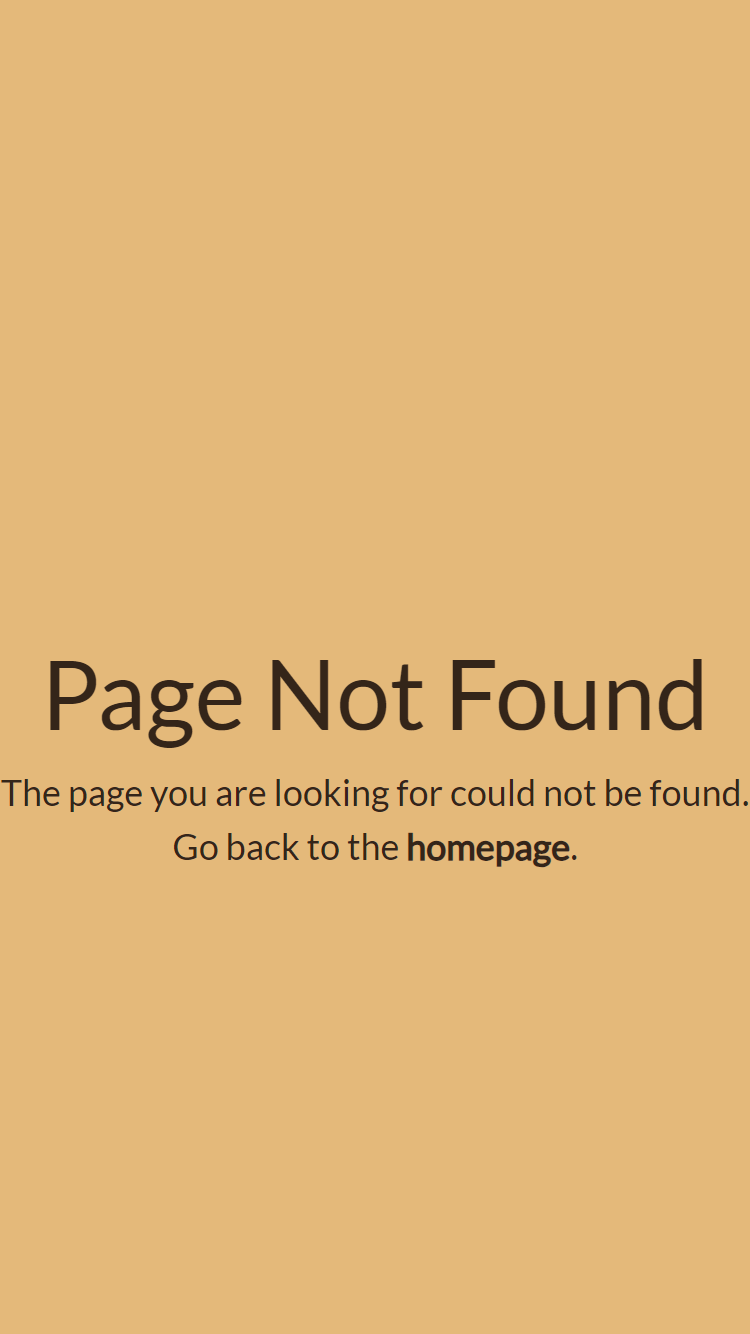 Page Not Found
The page you are looking for could not be found.
Go back to the homepage.